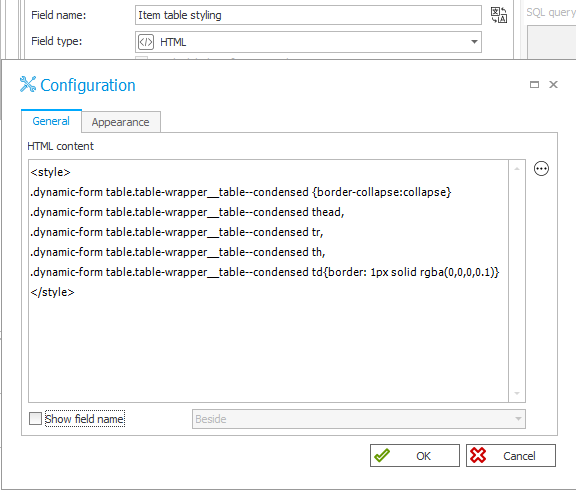 Field name: Item table styling
SQL query
Field type: HTML
Configuration
General Appearance
HTML content
<style>
.dynamic-form table.table-wrapper__table--condensed {border-collapse:collapse}
.dynamic-form table.table-wrapper__table--condensed thead,
.dynamic-form table.table-wrapper__table--condensed tr,
.dynamic-form table.table-wrapper__table--condensed th,
.dynamic-form table.table-wrapper__table--condensed td{border: 1px solid rgba(0,0,0,0.1)}
</style>
Show field name Beside
OK Cancel